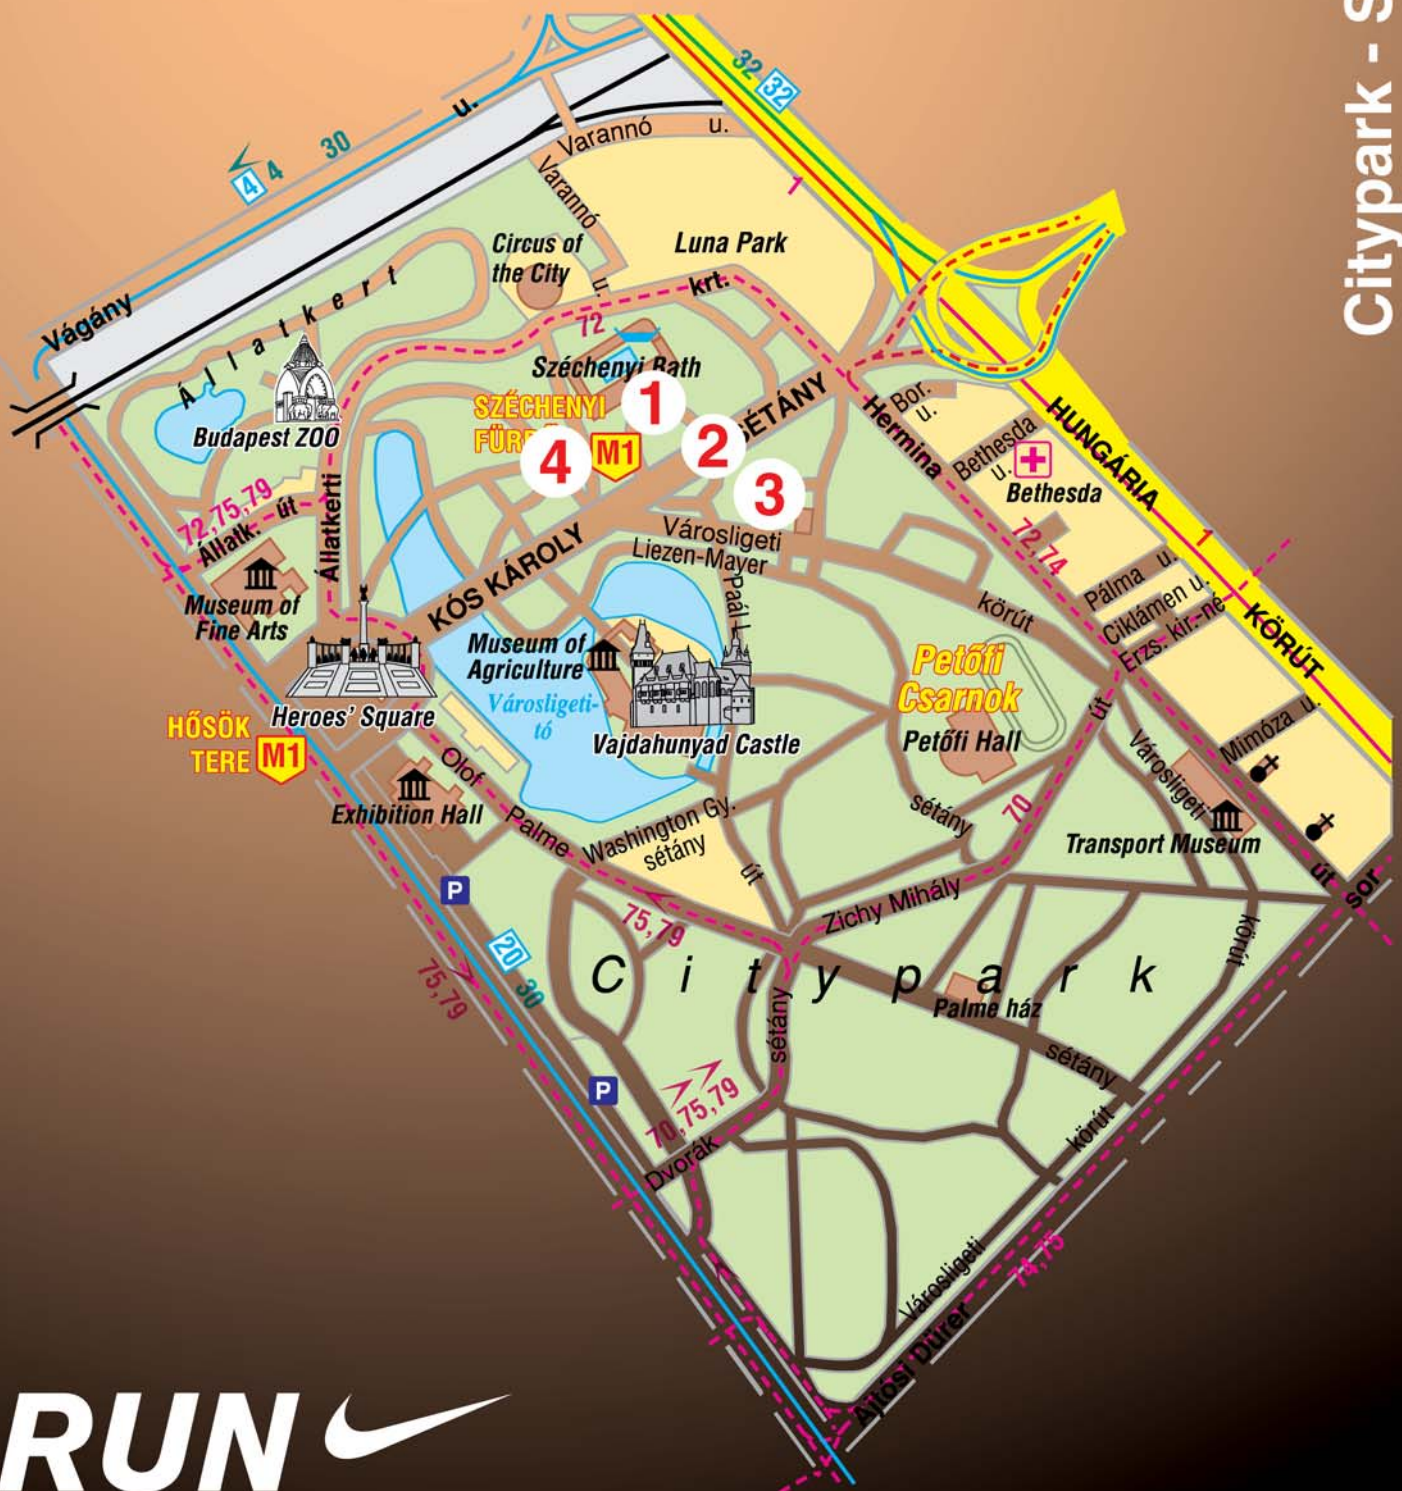 Citypark - S
32
32
u.
30
4
4
Varannó u.
Varannó
u.
1
Circus of
the City
Luna Park
krt.
Vágány
Állatkert
72
Széchenyi Bath
SZÉCHENYI
FÜRD
1
2
3
4
M1
SÉTÁNY
Budapest ZOO
Bor.
u.
Hermina
Bethesda
u.
Bethesda
HUNGÁRIA
72,75,79
Állatk. út
Állatkerti
Városligeti
Liezen-Mayer
Paál L.
KÓS KÁROLY
72,74
1
Pálma u.
Ciklámen u.
Erzs. kir.-né
KÖRÚT
körút
Museum of
Fine Arts
Museum of
Agriculture
Városligeti-
tó
Petőfi
Csarnok
Petőfi Hall
HŐSÖK
TERE
M1
Heroes' Square
Vajdahunyad Castle
út
Mimóza u.
Városligeti
Olof
Palme
Exhibition Hall
Washington Gy.
sétány
út
sétány
70
Transport Museum
út
sor
P
Zichy Mihály
75,79
körút
20
30
75,79
Citypark
Palme ház
sétány
sétány
P
70,75,79
Dvorák
körút
74,75
Városligeti
Ajtósi Dürer
RUN